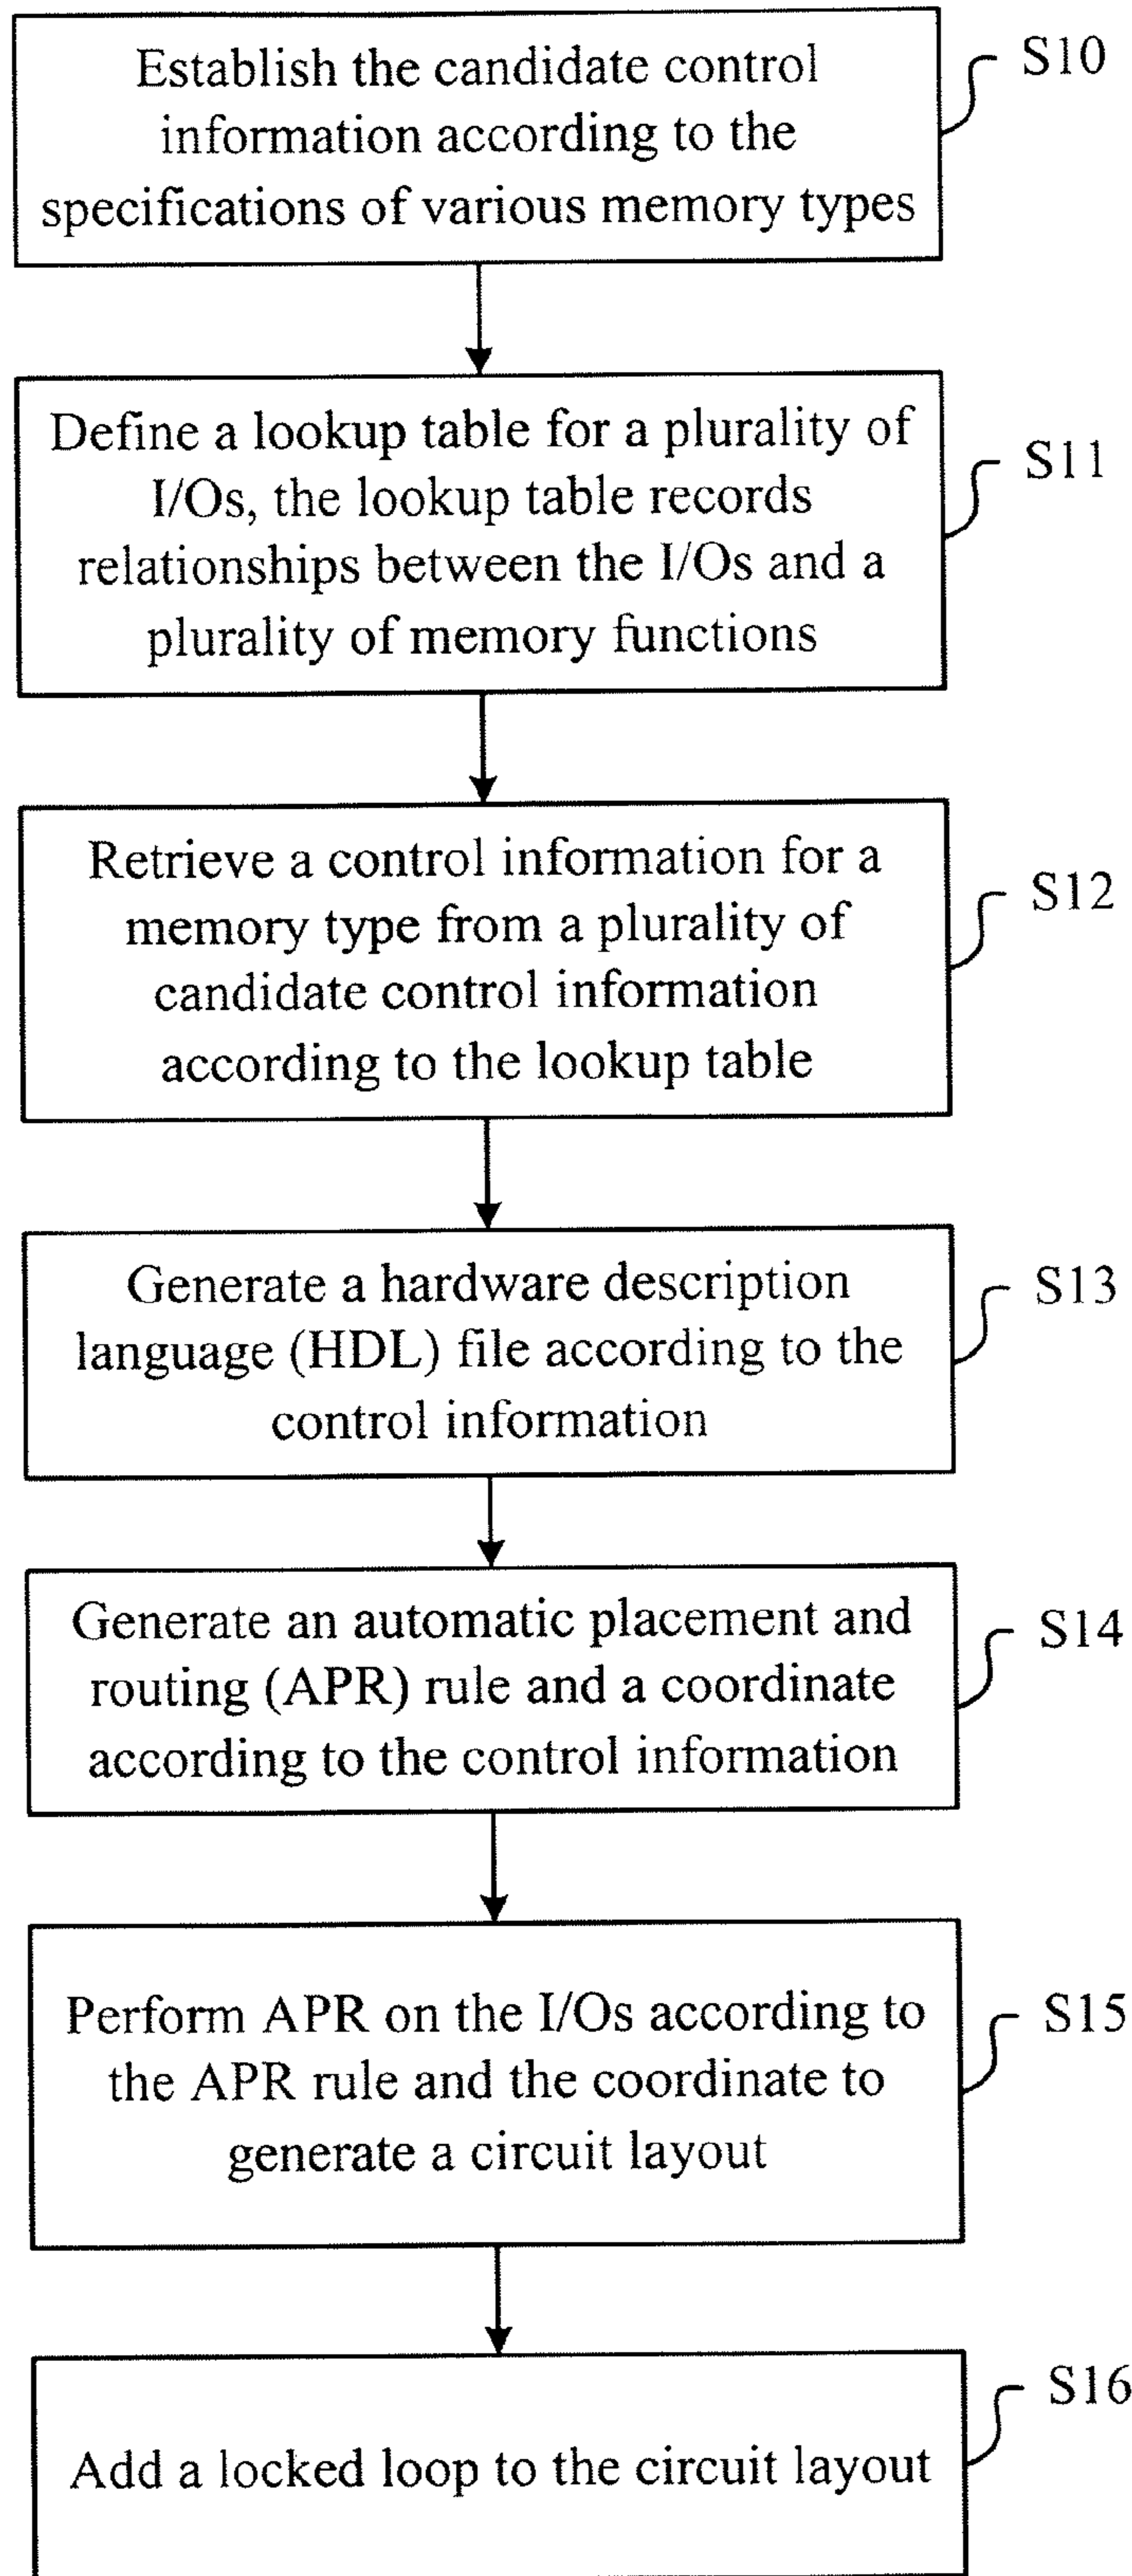 Establish the candidate control
information according to the
specifications of various memory types
S10
Define a lookup table for a plurality of
I/Os, the lookup table records
relationships between the I/Os and a
plurality of memory functions
S11
Retrieve a control information for a
memory type from a plurality of
candidate control information
according to the lookup table
S12
Generate a hardware description
language (HDL) file according to the
control information
S13
Generate an automatic placement and
routing (APR) rule and a coordinate
according to the control information
S14
Perform APR on the I/Os according to
the APR rule and the coordinate to
generate a circuit layout
S15
Add a locked loop to the circuit layout
S16